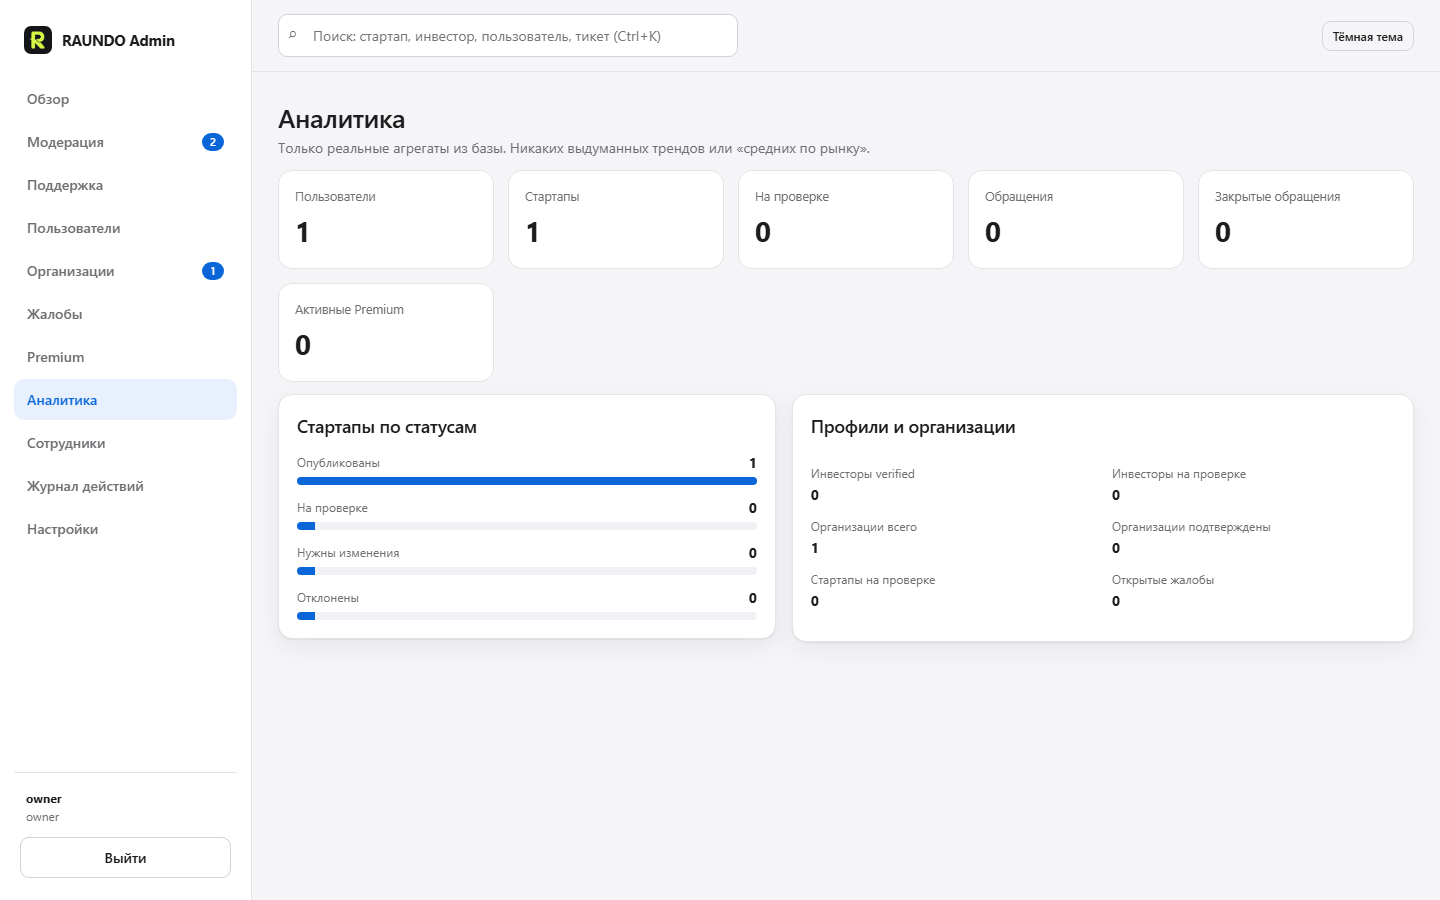 RAUNDO Admin
Обзор
Модерация 2
Поддержка
Пользователи
Организации 1
Жалобы
Premium
Аналитика
Сотрудники
Журнал действий
Настройки
owner
owner
Выйти
Поиск: стартап, инвестор, пользователь, тикет (Ctrl+K)
Тёмная тема
Аналитика
Только реальные агрегаты из базы. Никаких выдуманных трендов или «средних по рынку».
Пользователи
1
Стартапы
1
На проверке
0
Обращения
0
Закрытые обращения
0
Активные Premium
0
Стартапы по статусам
Опубликованы 1
На проверке 0
Нужны изменения 0
Отклонены 0
Профили и организации
Инвесторы verified
0
Инвесторы на проверке
0
Организации всего
1
Организации подтверждены
0
Стартапы на проверке
0
Открытые жалобы
0